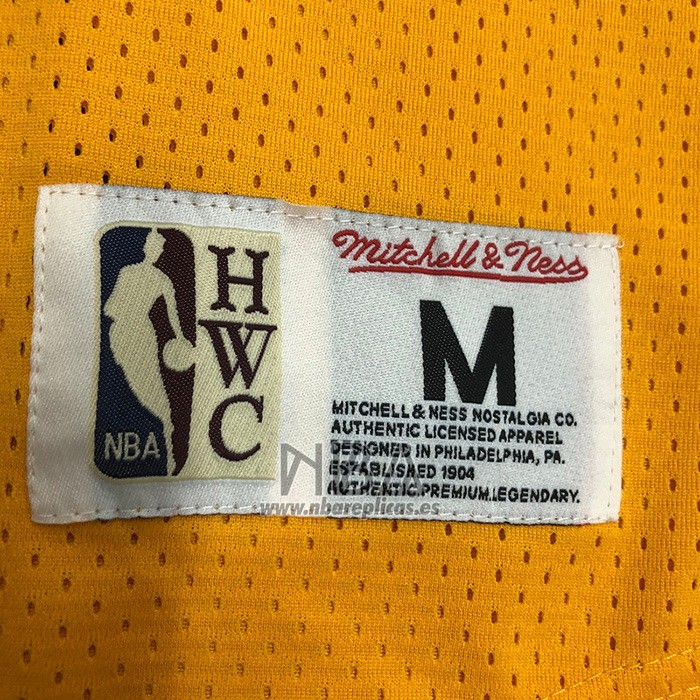 Mitchell & Ness
H
W
C
NBA
M
MITCHELL & NESS NOSTALGIA CO.
AUTHENTIC LICENSED APPAREL
DESIGNED IN PHILADELPHIA, PA.
ESTABLISHED 1904
AUTHENTIC.PREMIUM.LEGENDARY.
NBA
www.nbareplicas.es